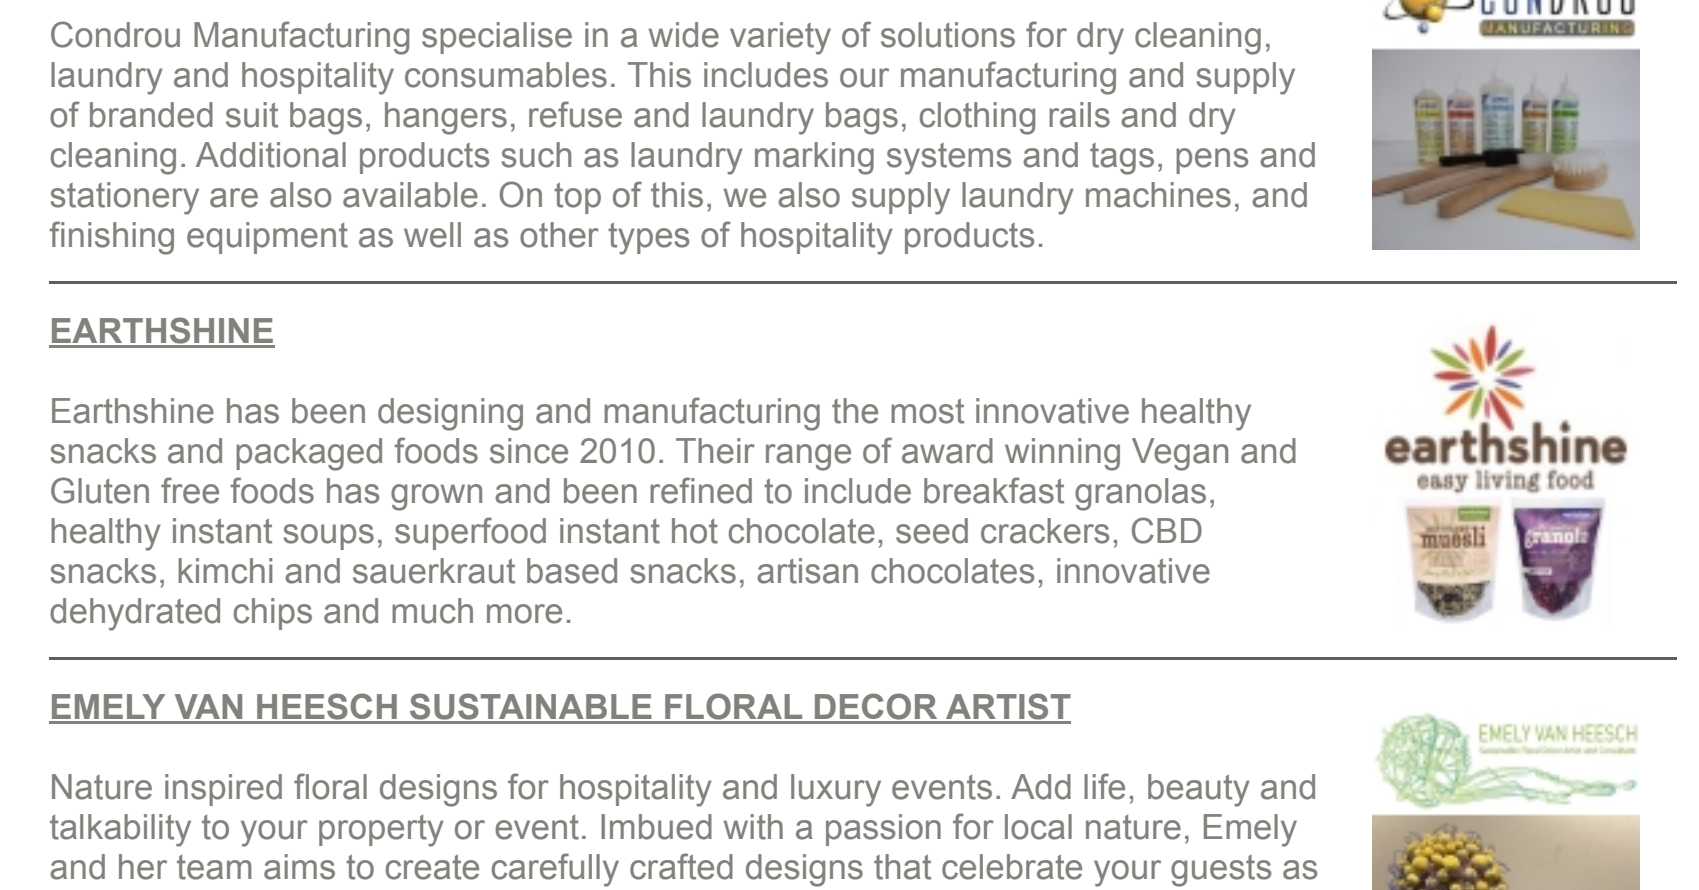 CONDROU
MANUFACTURING
Condrou Manufacturing specialise in a wide variety of solutions for dry cleaning,
laundry and hospitality consumables. This includes our manufacturing and supply
of branded suit bags, hangers, refuse and laundry bags, clothing rails and dry
cleaning. Additional products such as laundry marking systems and tags, pens and
stationery are also available. On top of this, we also supply laundry machines, and
finishing equipment as well as other types of hospitality products.
EARTHSHINE
Earthshine has been designing and manufacturing the most innovative healthy
snacks and packaged foods since 2010. Their range of award winning Vegan and
Gluten free foods has grown and been refined to include breakfast granolas,
healthy instant soups, superfood instant hot chocolate, seed crackers, CBD
snacks, kimchi and sauerkraut based snacks, artisan chocolates, innovative
dehydrated chips and much more.
earthshine
easy living food
muesli
granola
EMELY VAN HEESCH SUSTAINABLE FLORAL DECOR ARTIST
Nature inspired floral designs for hospitality and luxury events. Add life, beauty and
talkability to your property or event. Imbued with a passion for local nature, Emely
and her team aims to create carefully crafted designs that celebrate your guests as
EMELY VAN HEESCH
Sustainable Floral Décor Artist and Consultant